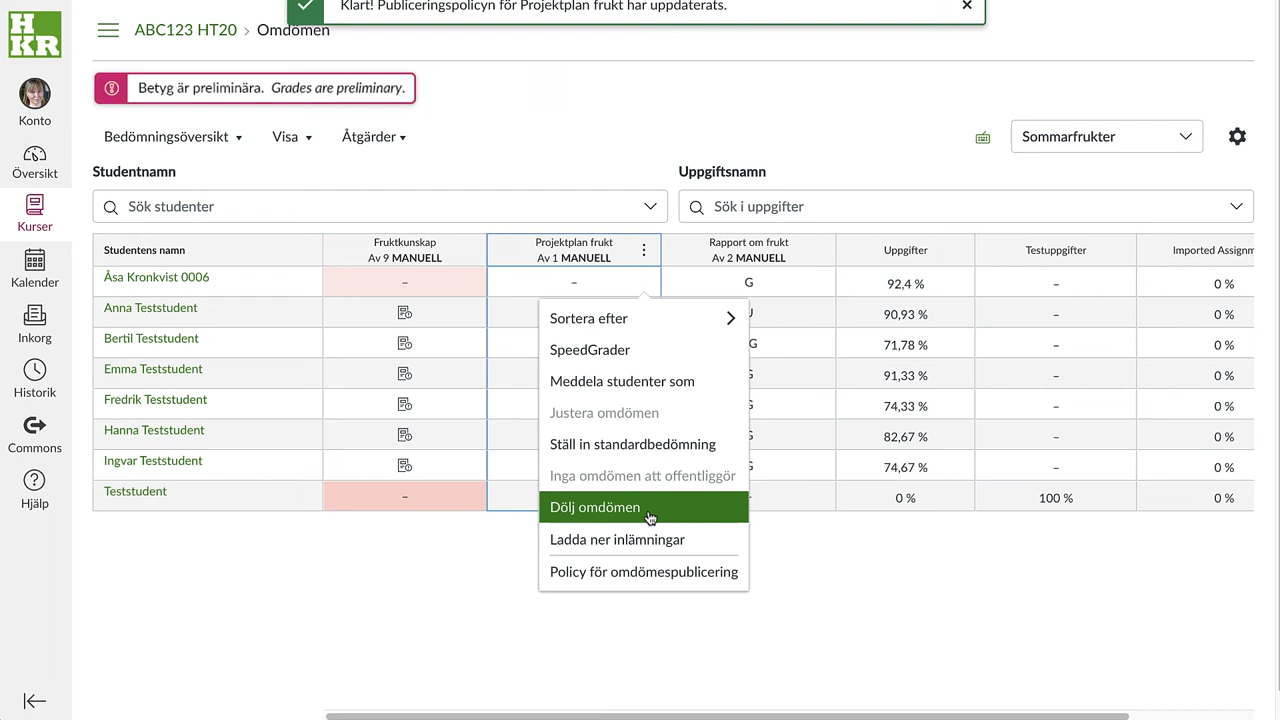 Klart! Publiceringspolicyn för Projektplan frukt har uppdaterats.
HKR
ABC123 HT20 > Omdömen
Betyg är preliminära. Grades are preliminary.
Konto
Översikt
Kurser
Kalender
Inkorg
Historik
Commons
Hjälp
Bedömningsöversikt Visa Åtgärder Sommarfrukter
Studentnamn Uppgiftsnamn
Sök studenter Sök i uppgifter
Studentens namn Fruktkunskap Av 9 MANUELL Projektplan frukt Av 1 MANUELL Rapport om frukt Av 2 MANUELL Uppgifter Testuppgifter Imported Assignm
Åsa Kronkvist 0006 – – G 92,4 % – 0 %
Anna Teststudent 90,93 % – 0 %
Bertil Teststudent G 71,78 % – 0 %
Emma Teststudent 91,33 % – 0 %
Fredrik Teststudent 74,33 % – 0 %
Hanna Teststudent 82,67 % – 0 %
Ingvar Teststudent 74,67 % – 0 %
Teststudent – 0 % 100 % 0 %
Sortera efter
SpeedGrader
Meddela studenter som
Justera omdömen
Ställ in standardbedömning
Inga omdömen att offentliggör
Dölj omdömen
Ladda ner inlämningar
Policy för omdömespublicering